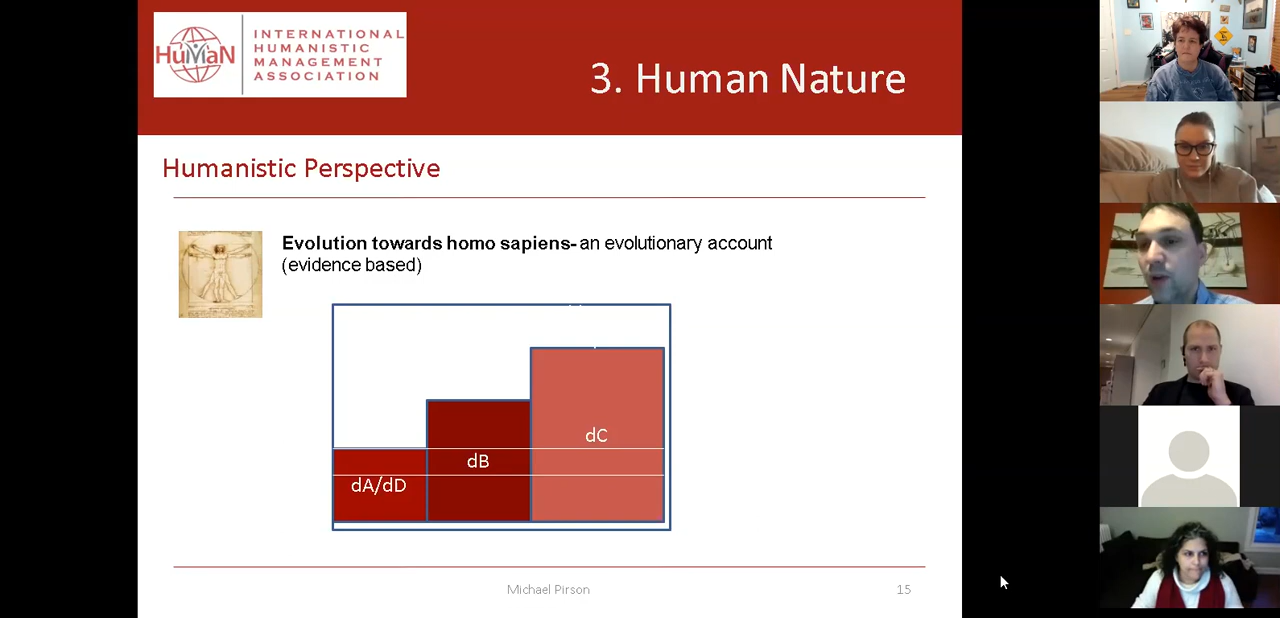 HuMaN
INTERNATIONAL
HUMANISTIC
MANAGEMENT
ASSOCIATION
3. Human Nature
Humanistic Perspective
Evolution towards homo sapiens- an evolutionary account
(evidence based)
dC
dB
dA/dD
Michael Pirson
15